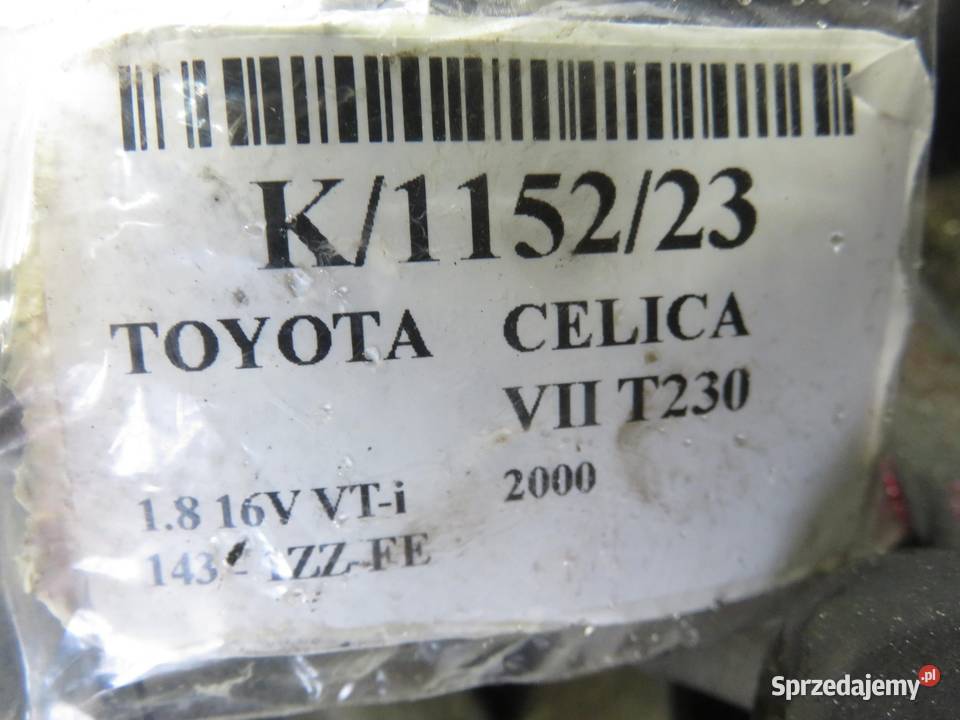 K/1152/23
TOYOTA CELICA
VII T230
1.8 16V VT-i 2000
143 - 1ZZ-FE
Sprzedajemy.pl